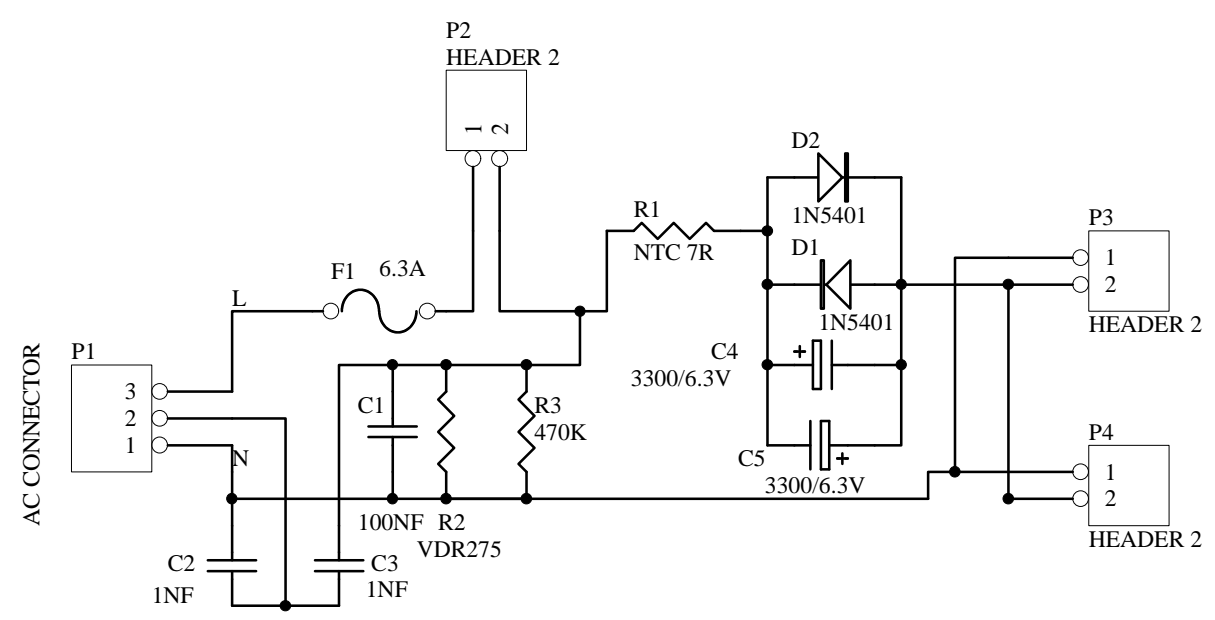 P2
HEADER 2
1
2
D2
1N5401
R1
NTC 7R
D1
1N5401
P3
1
2
HEADER 2
F1
6.3A
L
C4
3300/6.3V
AC CONNECTOR
P1
3
2
1
N
C1
100NF
R2
VDR275
R3
470K
C5
3300/6.3V
P4
1
2
HEADER 2
C2
1NF
C3
1NF